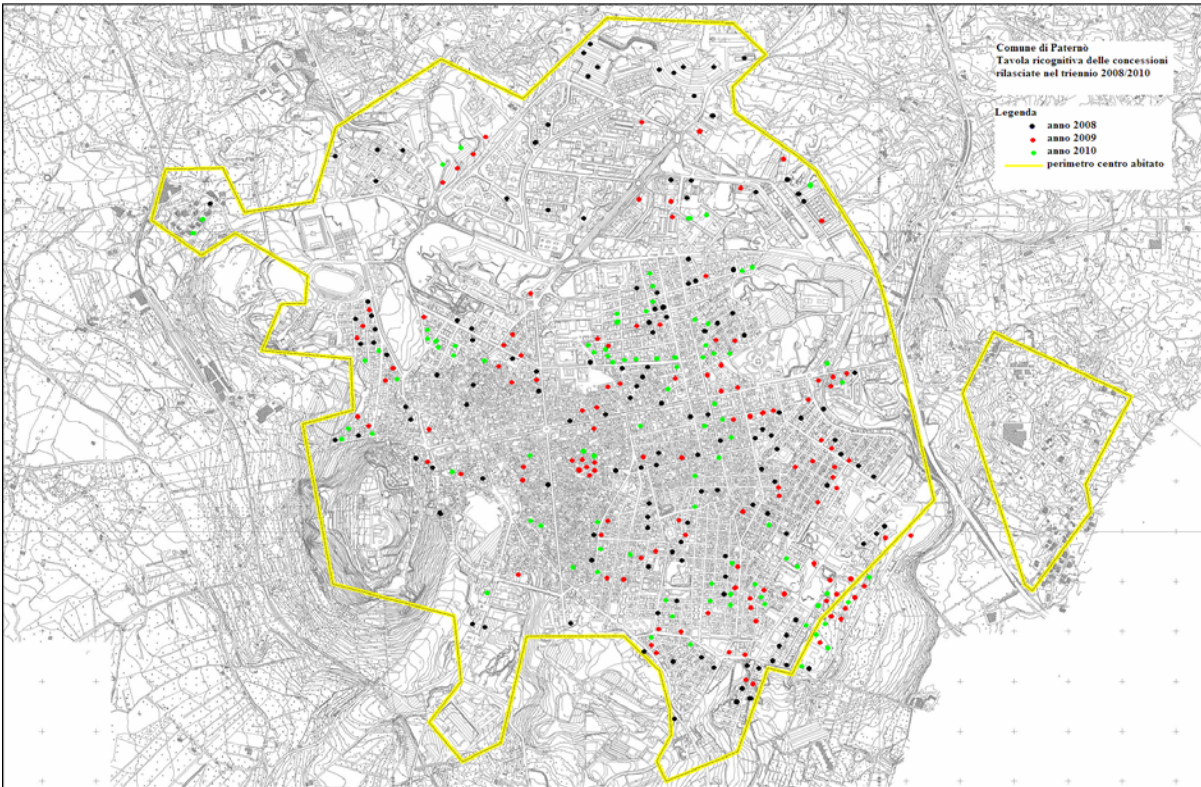 Comune di Paternò
Tavola ricognitiva delle concessioni
rilasciate nel triennio 2008/2010
Legenda
anno 2008
anno 2009
anno 2010
perimetro centro abitato